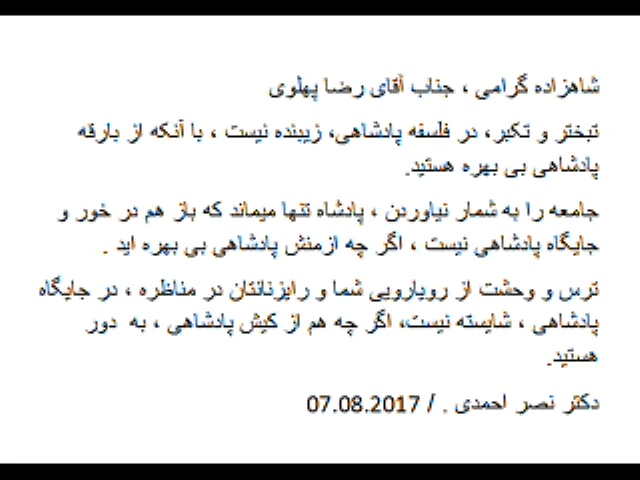 شاهزاده گرامی ، جناب آقای رضا پهلوی
تبختر و تکبر، در فلسفه پادشاهی، زیبنده نیست ، با آنکه از بارقه
پادشاهی بی بهره هستید.
جامعه را به شمار نیاوردن ، پادشاه تنها میماند که باز هم در خور و
جایگاه پادشاهی نیست ، اگر چه ازمنش پادشاهی بی بهره اید .
ترس و وحشت از رویارویی شما و رایزنانتان در مناظره ، در جایگاه
پادشاهی ، شایسته نیست، اگر چه هم از کیش پادشاهی ، به دور
هستید.
دکتر نصر احمدی . / 07.08.2017